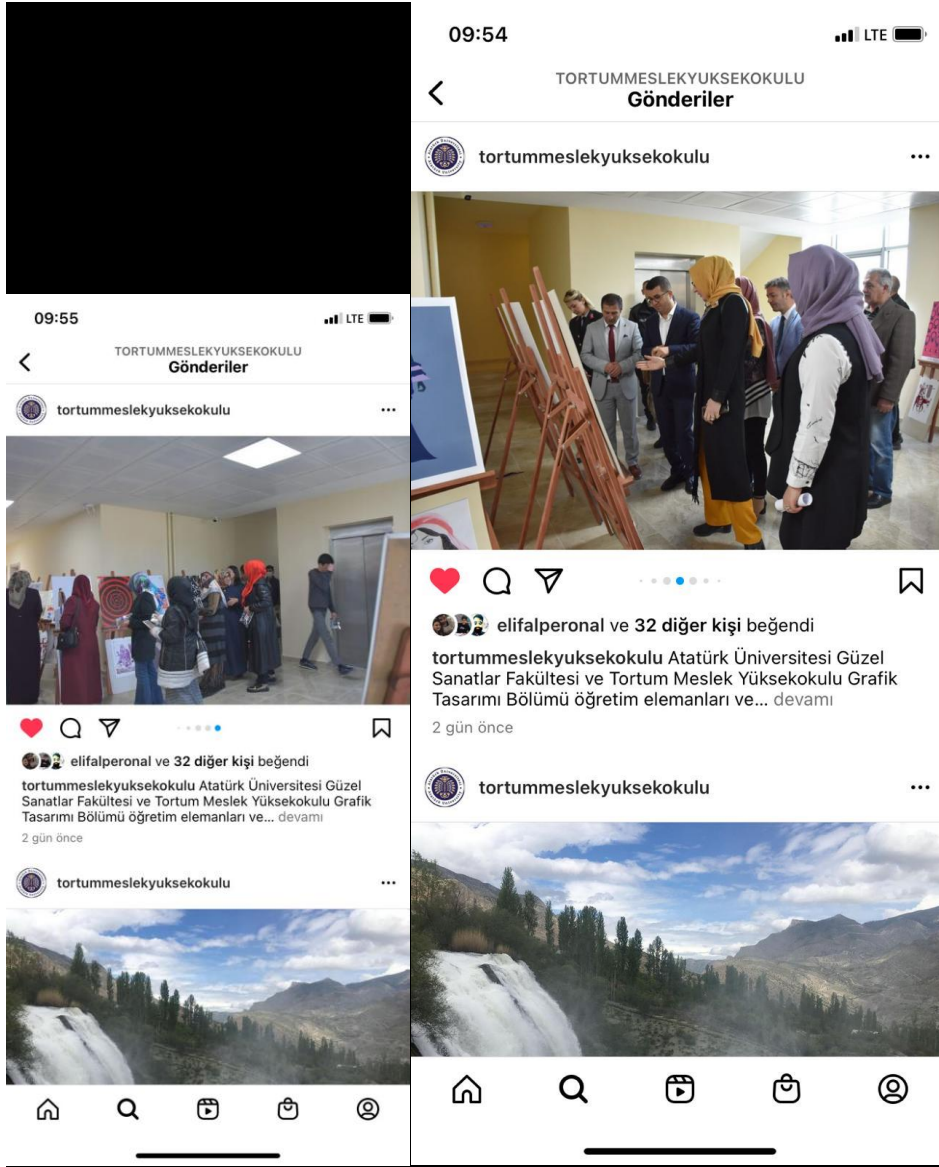 09:55
LTE
TORTUMMESLEKYUKSEKOKULU
Gönderiler
tortummeslekyuksekokulu
elifalperonal ve 32 diğer kişi beğendi
tortummeslekyuksekokulu Atatürk Üniversitesi Güzel
Sanatlar Fakültesi ve Tortum Meslek Yüksekokulu Grafik
Tasarımı Bölümü öğretim elemanları ve... devamı
2 gün önce
tortummeslekyuksekokulu
09:54
LTE
TORTUMMESLEKYUKSEKOKULU
Gönderiler
tortummeslekyuksekokulu
elifalperonal ve 32 diğer kişi beğendi
tortummeslekyuksekokulu Atatürk Üniversitesi Güzel
Sanatlar Fakültesi ve Tortum Meslek Yüksekokulu Grafik
Tasarımı Bölümü öğretim elemanları ve... devamı
2 gün önce
tortummeslekyuksekokulu